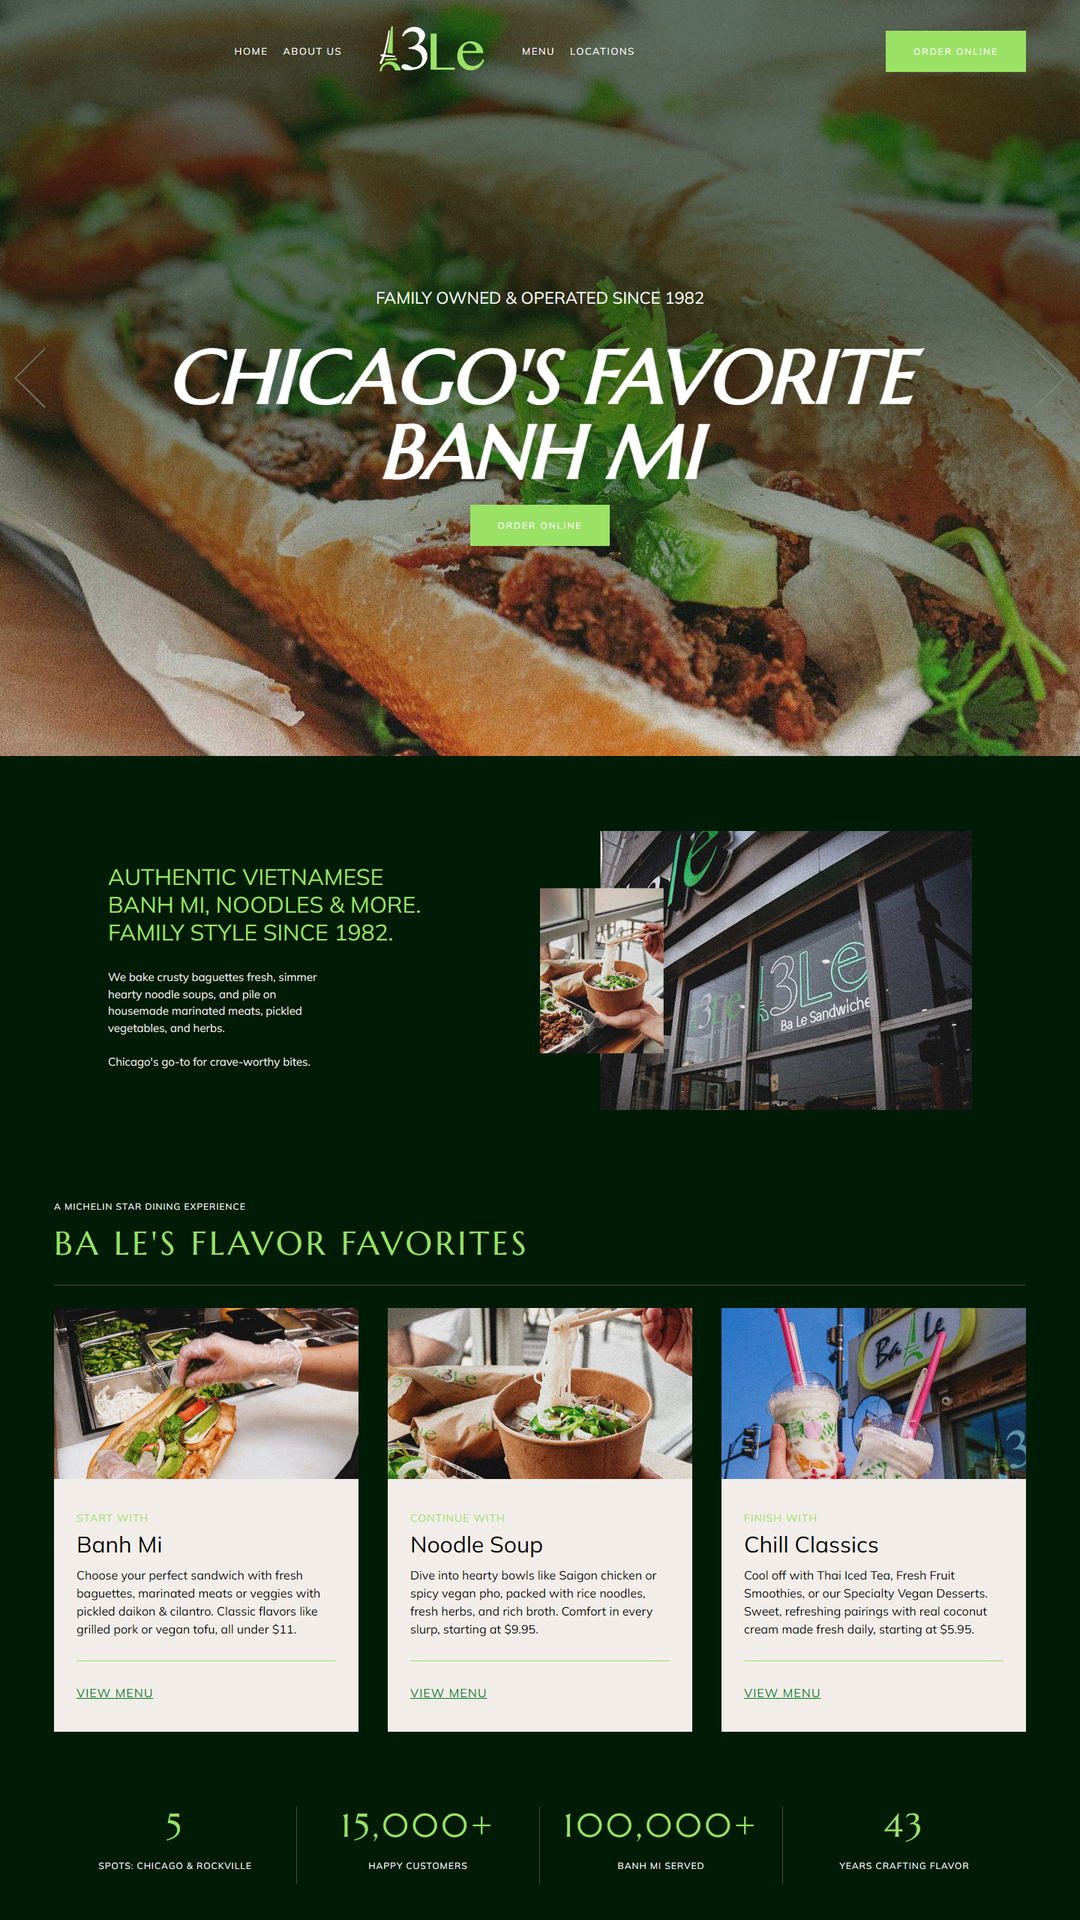 HOME ABOUT US 3Le MENU LOCATIONS ORDER ONLINE
FAMILY OWNED & OPERATED SINCE 1982
CHICAGO'S FAVORITE
BANH MI
ORDER ONLINE
AUTHENTIC VIETNAMESE
BANH MI, NOODLES & MORE.
FAMILY STYLE SINCE 1982.
We bake crusty baguettes fresh, simmer
hearty noodle soups, and pile on
housemade marinated meats, pickled
vegetables, and herbs.
Chicago's go-to for crave-worthy bites.
le
3Le
3Le
Ba Le Sandwiche
A MICHELIN STAR DINING EXPERIENCE
BA LE'S FLAVOR FAVORITES
3Le
Ba Le
3
START WITH
Banh Mi
Choose your perfect sandwich with fresh
baguettes, marinated meats or veggies with
pickled daikon & cilantro. Classic flavors like
grilled pork or vegan tofu, all under $11.
VIEW MENU
CONTINUE WITH
Noodle Soup
Dive into hearty bowls like Saigon chicken or
spicy vegan pho, packed with rice noodles,
fresh herbs, and rich broth. Comfort in every
slurp, starting at $9.95.
VIEW MENU
FINISH WITH
Chill Classics
Cool off with Thai Iced Tea, Fresh Fruit
Smoothies, or our Specialty Vegan Desserts.
Sweet, refreshing pairings with real coconut
cream made fresh daily, starting at $5.95.
VIEW MENU
5
SPOTS: CHICAGO & ROCKVILLE
15,000+
HAPPY CUSTOMERS
100,000+
BANH MI SERVED
43
YEARS CRAFTING FLAVOR